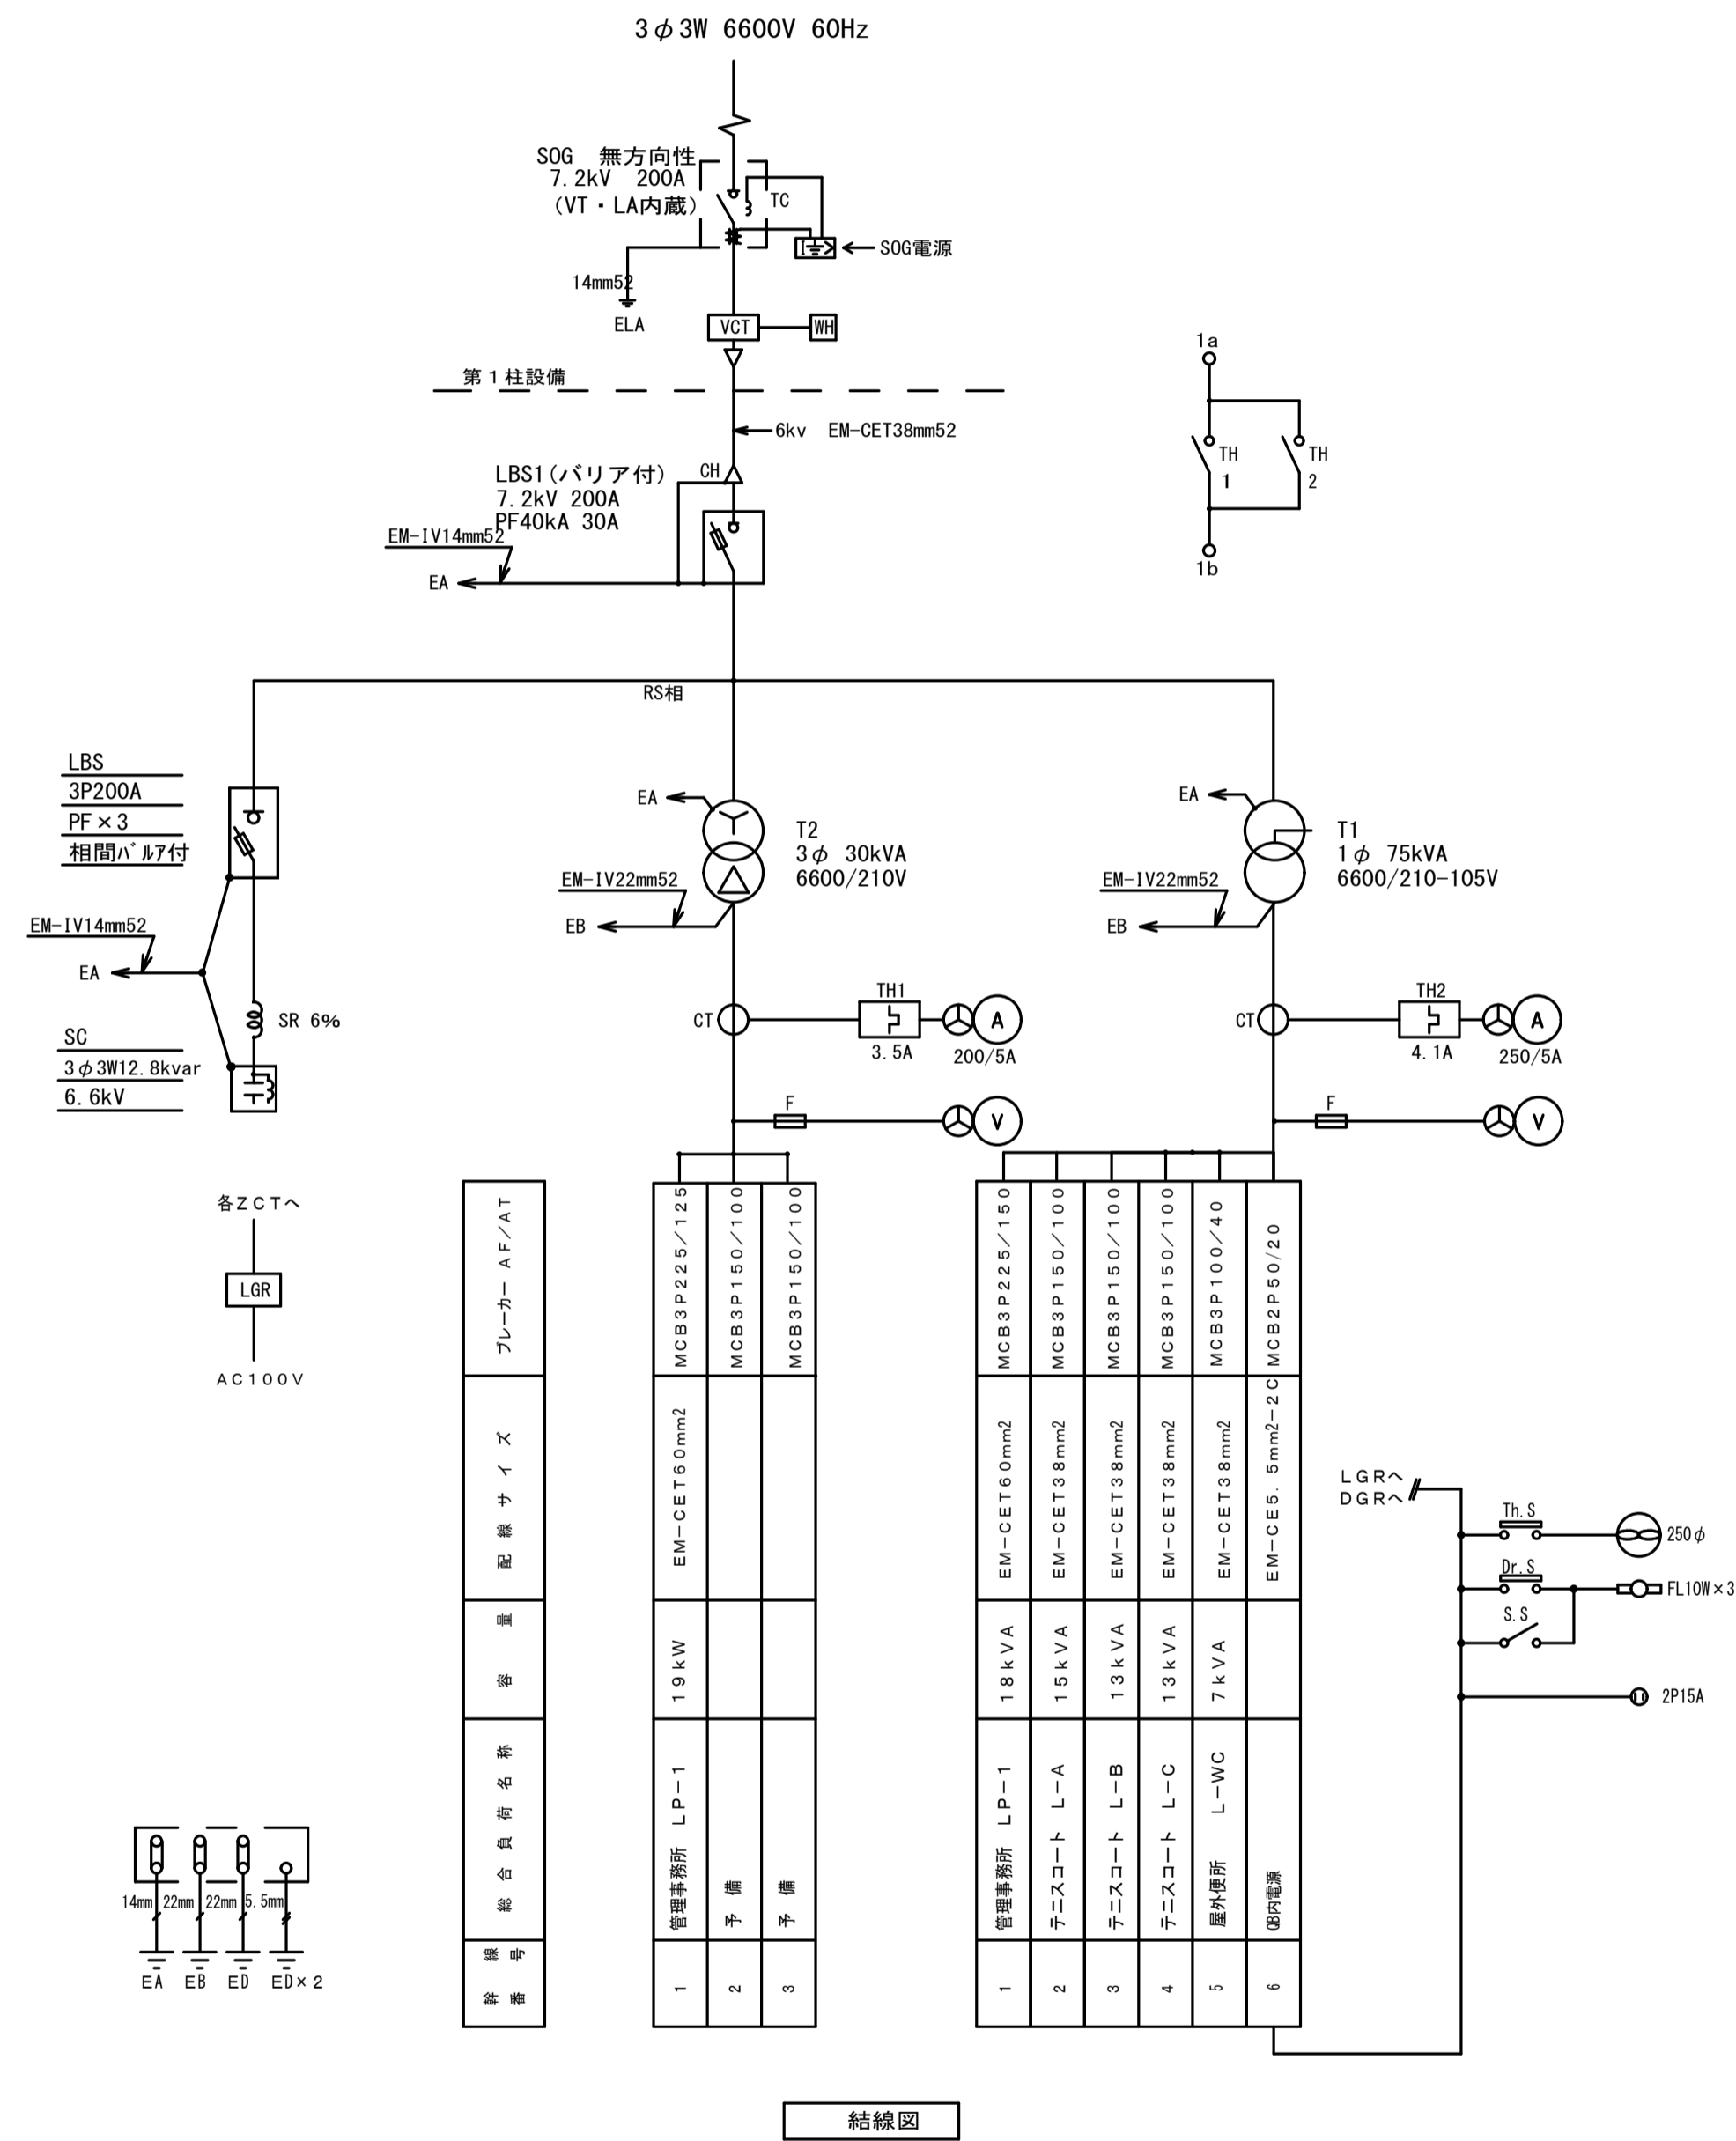 3φ3W 6600V 60Hz
SOG 無方向性
7.2kV 200A
(VT・LA内蔵)
TC
SOG電源
14mm52
ELA
VCT
WH
第1柱設備
6kv EM-CET38mm52
1a
TH
1
TH
2
1b
LBS1(バリア付)
7.2kV 200A
PF40kA 30A
CH
EM-IV14mm52
EA
RS相
LBS
3P200A
PF×3
相間バルア付
EM-IV14mm52
EA
SR 6%
SC
3φ3W12.8kvar
6.6kV
EA
T2
3φ 30kVA
6600/210V
EM-IV22mm52
EB
CT
TH1
3.5A
A
200/5A
F
V
EA
T1
1φ 75kVA
6600/210-105V
EM-IV22mm52
EB
CT
TH2
4.1A
A
250/5A
F
V
各ZCTへ
LGR
AC100V
ブレーカー AF/AT
配線サイズ
容量
総合負荷名称
幹線
番号
MCB3P225/125
EM-CET60mm2
19kW
管理事務所 LP-1
1
MCB3P150/100
予備
2
MCB3P150/100
予備
3
MCB3P225/150
EM-CET60mm2
18kVA
管理事務所 LP-1
1
MCB3P150/100
EM-CET38mm2
15kVA
テニスコート L-A
2
MCB3P150/100
EM-CET38mm2
13kVA
テニスコート L-B
3
MCB3P150/100
EM-CET38mm2
13kVA
テニスコート L-C
4
MCB3P100/40
EM-CET38mm2
7kVA
屋外便所 L-WC
5
MCB2P50/20
EM-CE5.5mm2-2C
QB内電源
6
LGRへ
DGRへ
Th.S
250φ
Dr.S
FL10W×3
S.S
2P15A
14mm 22mm 22mm 5.5mm
EA EB ED ED×2
結線図